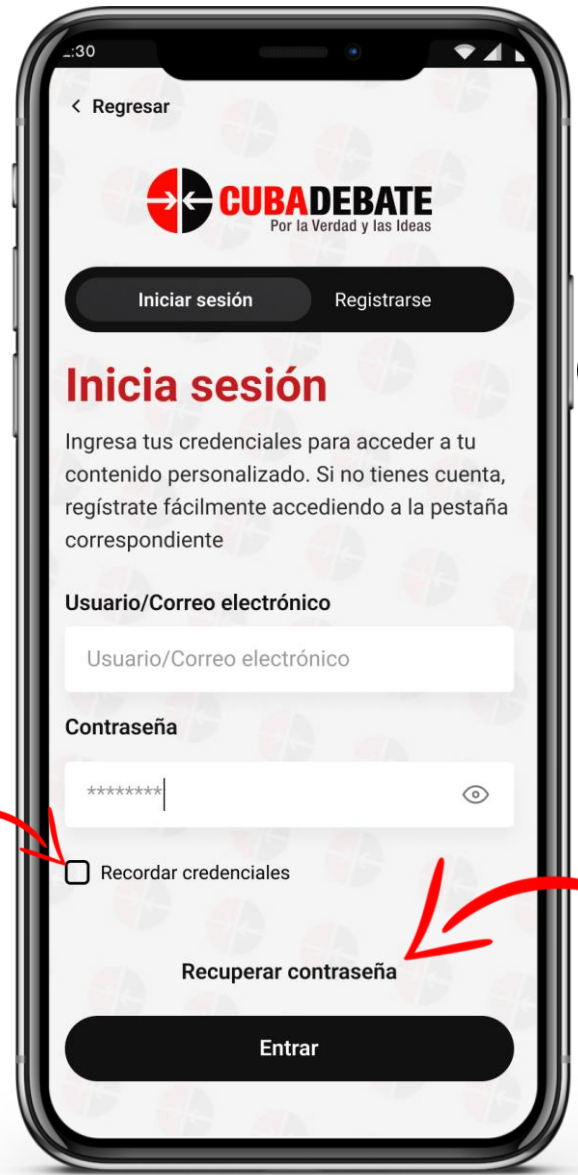 :30
Regresar
CUBADEBATE
Por la Verdad y las Ideas
Iniciar sesión Registrarse
Inicia sesión
Ingresa tus credenciales para acceder a tu
contenido personalizado. Si no tienes cuenta,
regístrate fácilmente accediendo a la pestaña
correspondiente
Usuario/Correo electrónico
Usuario/Correo electrónico
Contraseña
********
Recordar credenciales
Recuperar contraseña
Entrar